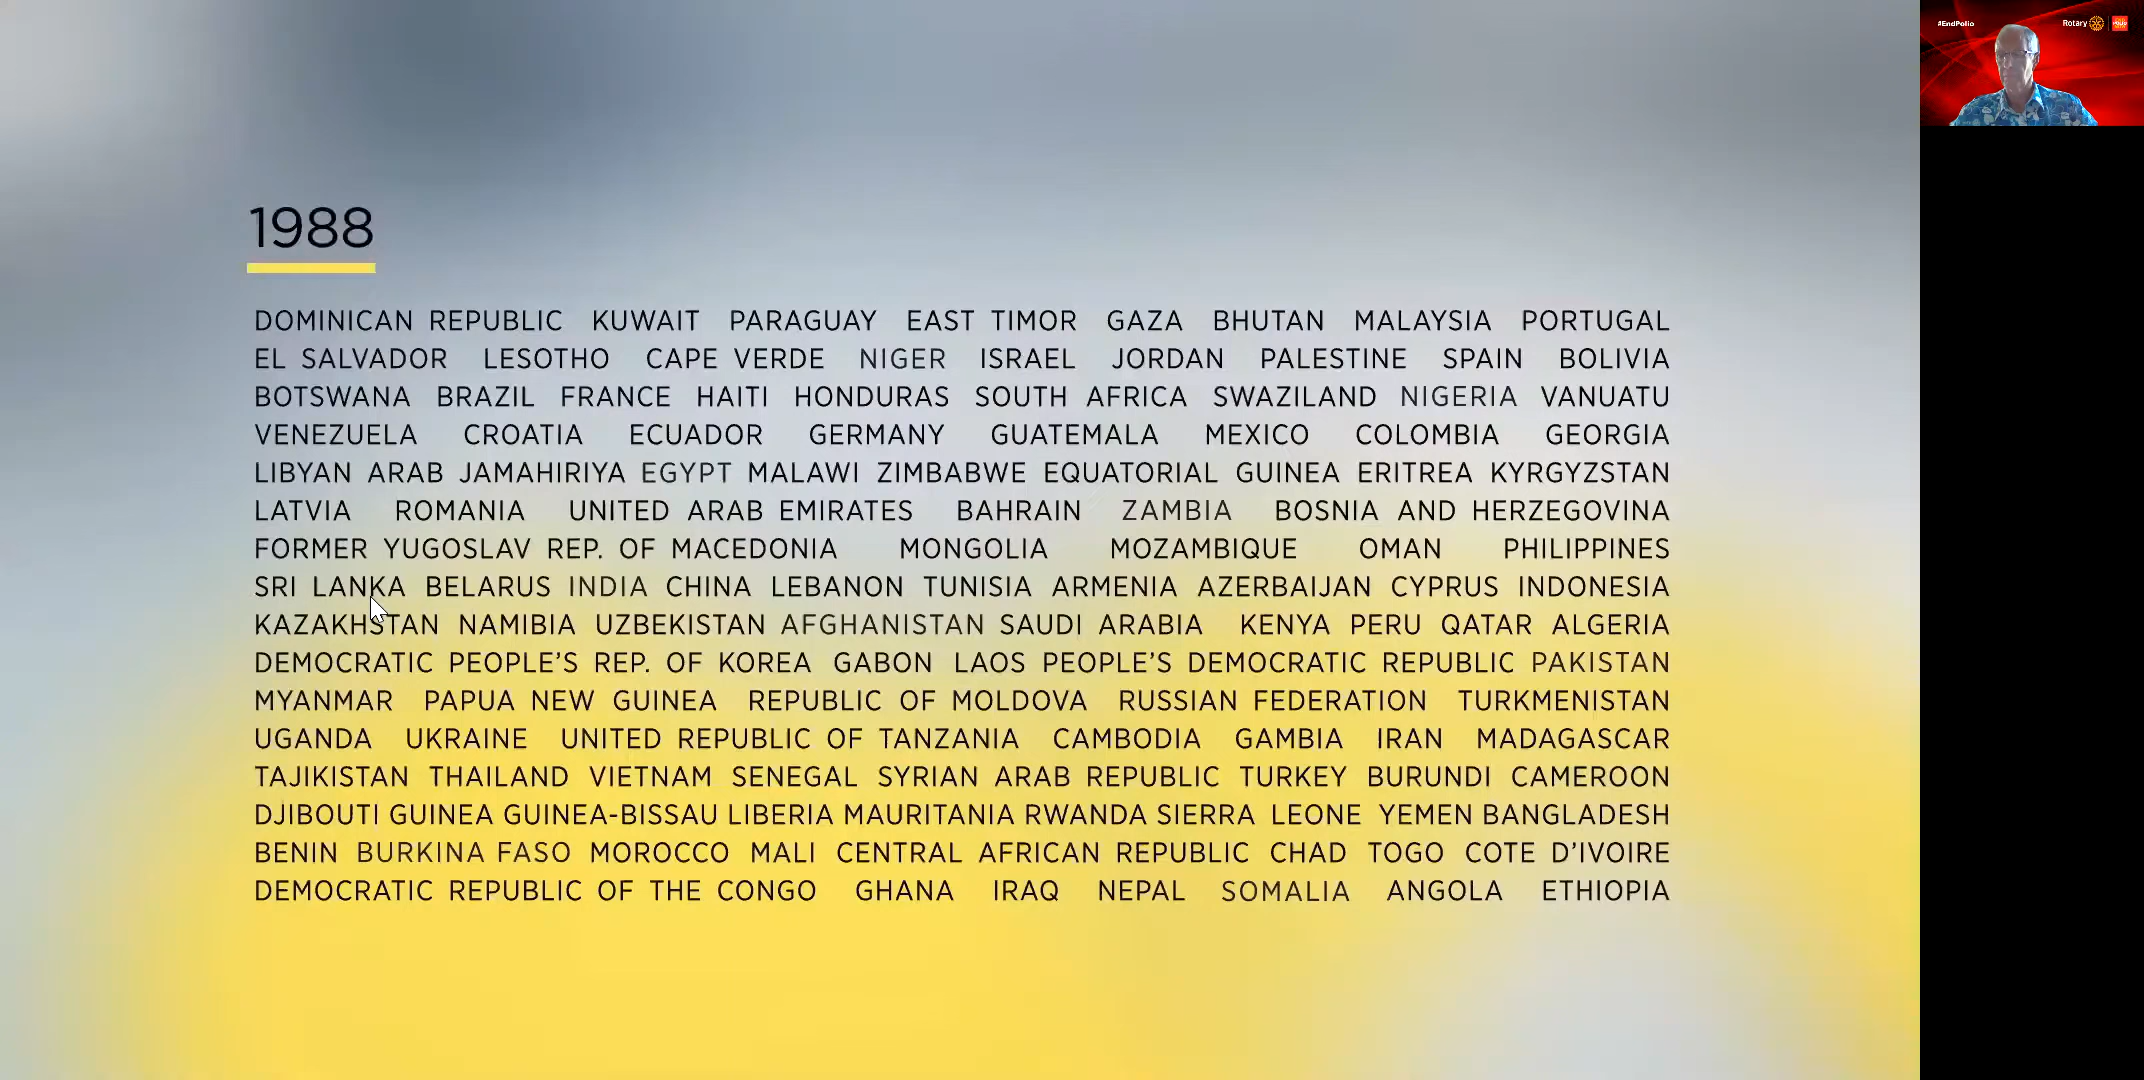 #EndPolio
Rotary
1988
DOMINICAN REPUBLIC KUWAIT PARAGUAY EAST TIMOR GAZA BHUTAN MALAYSIA PORTUGAL
EL SALVADOR LESOTHO CAPE VERDE NIGER ISRAEL JORDAN PALESTINE SPAIN BOLIVIA
BOTSWANA BRAZIL FRANCE HAITI HONDURAS SOUTH AFRICA SWAZILAND NIGERIA VANUATU
VENEZUELA CROATIA ECUADOR GERMANY GUATEMALA MEXICO COLOMBIA GEORGIA
LIBYAN ARAB JAMAHIRIYA EGYPT MALAWI ZIMBABWE EQUATORIAL GUINEA ERITREA KYRGYZSTAN
LATVIA ROMANIA UNITED ARAB EMIRATES BAHRAIN ZAMBIA BOSNIA AND HERZEGOVINA
FORMER YUGOSLAV REP. OF MACEDONIA MONGOLIA MOZAMBIQUE OMAN PHILIPPINES
SRI LANKA BELARUS INDIA CHINA LEBANON TUNISIA ARMENIA AZERBAIJAN CYPRUS INDONESIA
KAZAKHSTAN NAMIBIA UZBEKISTAN AFGHANISTAN SAUDI ARABIA KENYA PERU QATAR ALGERIA
DEMOCRATIC PEOPLE'S REP. OF KOREA GABON LAOS PEOPLE'S DEMOCRATIC REPUBLIC PAKISTAN
MYANMAR PAPUA NEW GUINEA REPUBLIC OF MOLDOVA RUSSIAN FEDERATION TURKMENISTAN
UGANDA UKRAINE UNITED REPUBLIC OF TANZANIA CAMBODIA GAMBIA IRAN MADAGASCAR
TAJIKISTAN THAILAND VIETNAM SENEGAL SYRIAN ARAB REPUBLIC TURKEY BURUNDI CAMEROON
DJIBOUTI GUINEA GUINEA-BISSAU LIBERIA MAURITANIA RWANDA SIERRA LEONE YEMEN BANGLADESH
BENIN BURKINA FASO MOROCCO MALI CENTRAL AFRICAN REPUBLIC CHAD TOGO COTE D'IVOIRE
DEMOCRATIC REPUBLIC OF THE CONGO GHANA IRAQ NEPAL SOMALIA ANGOLA ETHIOPIA